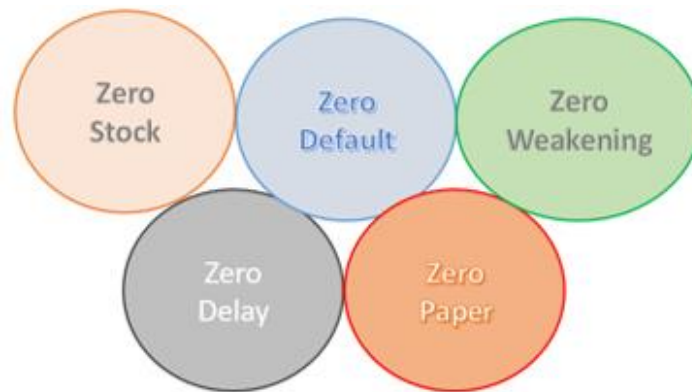 Zero
Stock
Zero
Default
Zero
Weakening
Zero
Delay
Zero
Paper